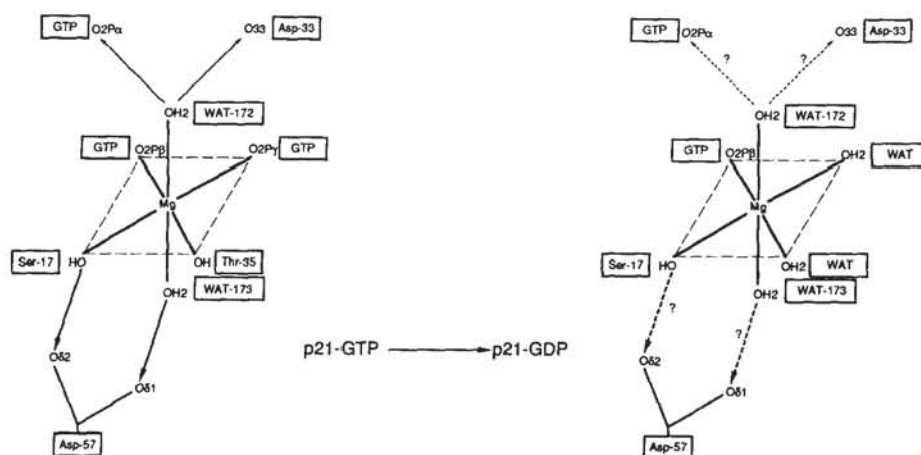 GTP O2Pα O33 Asp-33
OH2 WAT-172
GTP O2Pβ O2Pγ GTP
Mg
Ser-17 HO OH Thr-35
OH2 WAT-173
Oδ2
Oδ1
Asp-57
p21-GTP p21-GDP
GTP O2Pα ? ? O33 Asp-33
OH2 WAT-172
GTP O2Pβ OH2 WAT
Mg
Ser-17 HO OH2 WAT
OH2 WAT-173
? ?
Oδ2
Oδ1
Asp-57